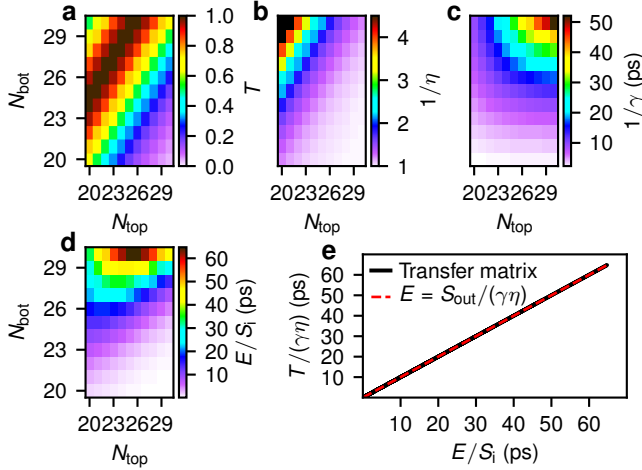 a
29
26
23
20
N_bot
20232629
N_top
1.0
0.8
0.6
0.4
0.2
0.0
T
b
20232629
N_top
4
3
2
1
1/η
c
20232629
N_top
50
40
30
20
10
1/γ (ps)
d
29
26
23
20
N_bot
20232629
N_top
60
50
40
30
20
10
E/S_i (ps)
e
Transfer matrix
E = S_out/(γη)
T/(γη) (ps)
60
50
40
30
20
10
10 20 30 40 50 60
E/S_i (ps)